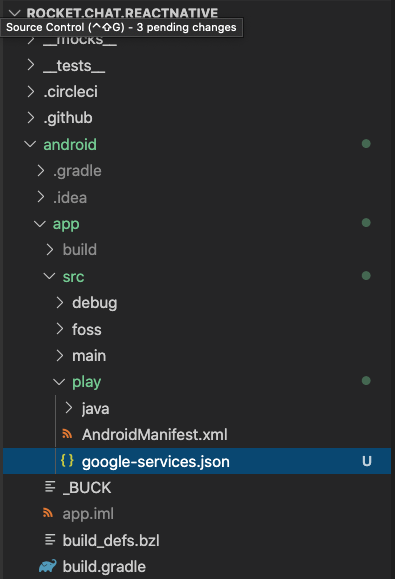 ROCKET.CHAT.REACTNATIVE
Source Control (⌃⇧G) - 3 pending changes
__mocks__
__tests__
.circleci
.github
android
.gradle
.idea
app
build
src
debug
foss
main
play
java
AndroidManifest.xml
{} google-services.json U
_BUCK
app.iml
build_defs.bzl
build.gradle